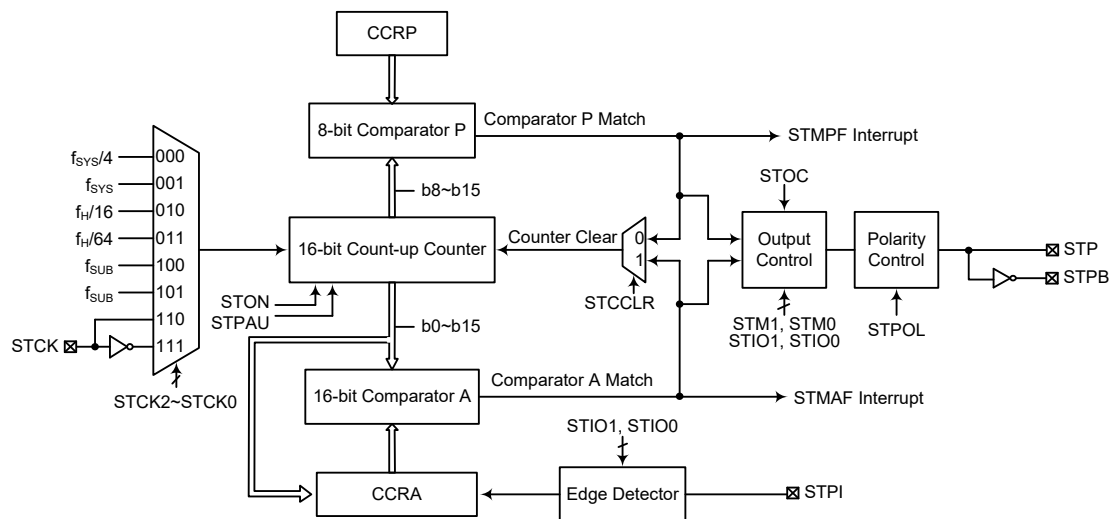 CCRP
8-bit Comparator P
Comparator P Match
STMPF Interrupt
b8~b15
fSYS/4
000
fSYS
001
fH/16
010
fH/64
011
fSUB
100
fSUB
101
110
111
STCK
STCK2~STCK0
16-bit Count-up Counter
Counter Clear
0
1
STCCLR
STON
STPAU
b0~b15
STOC
Output
Control
Polarity
Control
STP
STPB
STM1, STM0
STIO1, STIO0
STPOL
16-bit Comparator A
Comparator A Match
STMAF Interrupt
STIO1, STIO0
CCRA
Edge Detector
STPI